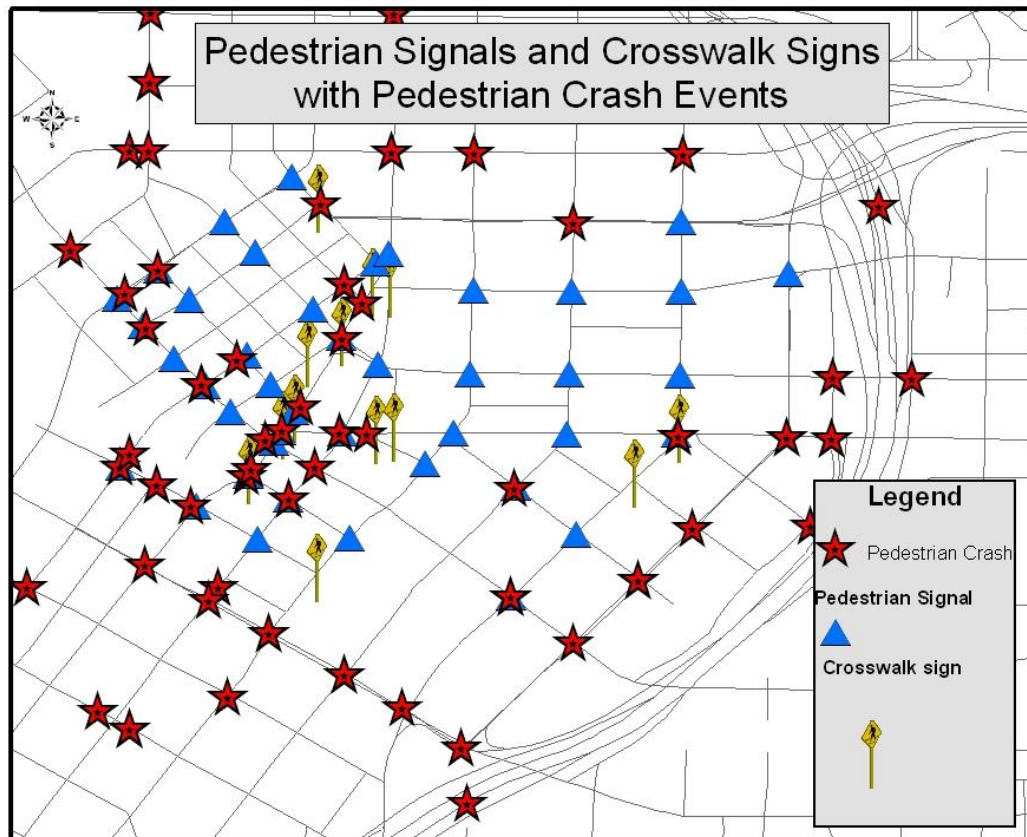 Pedestrian Signals and Crosswalk Signs
with Pedestrian Crash Events
N
W E
S
Legend
Pedestrian Crash
Pedestrian Signal
Crosswalk sign